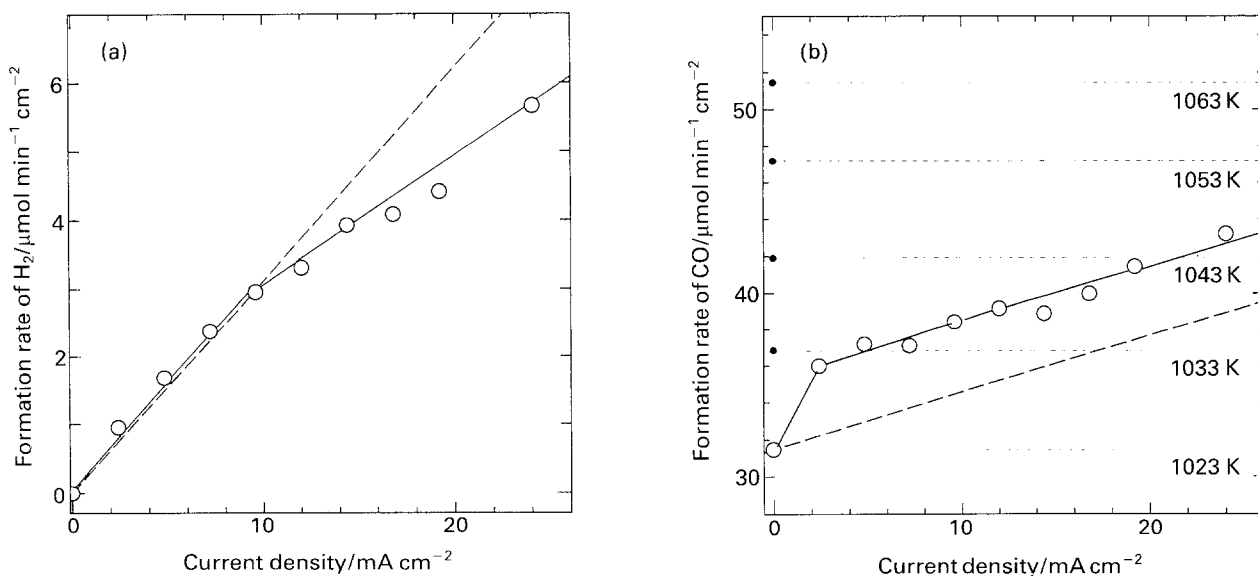 (a)
Formation rate of H₂/μmol min⁻¹ cm⁻²
6
4
2
0
0
10
20
Current density/mA cm⁻²
(b)
Formation rate of CO/μmol min⁻¹ cm⁻²
50
40
30
1063 K
1053 K
1043 K
1033 K
1023 K
0
10
20
Current density/mA cm⁻²